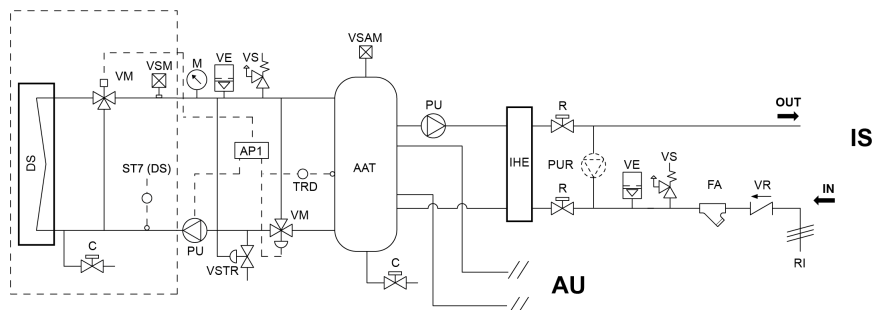 VSAM
VM
VSM
M
VE
VS
PU
R
OUT
IS
DS
ST7 (DS)
AP1
TRD
AAT
IHE
PUR
VE
VS
FA
VR
IN
VM
R
C
PU
VSTR
C
AU
RI